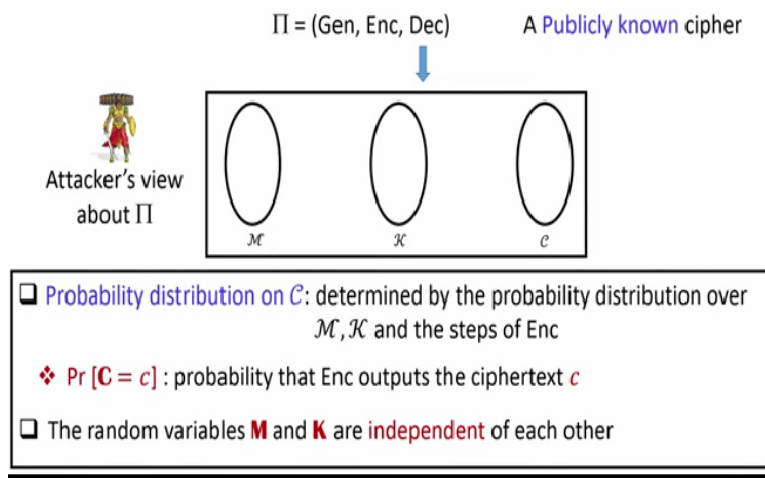 Π = (Gen, Enc, Dec) A Publicly known cipher
Attacker's view
about Π
ℳ 𝒦 𝒞
❑ Probability distribution on 𝒞: determined by the probability distribution over
ℳ, 𝒦 and the steps of Enc
❖ Pr [𝐂 = c] : probability that Enc outputs the ciphertext c
❑ The random variables 𝐌 and 𝐊 are independent of each other